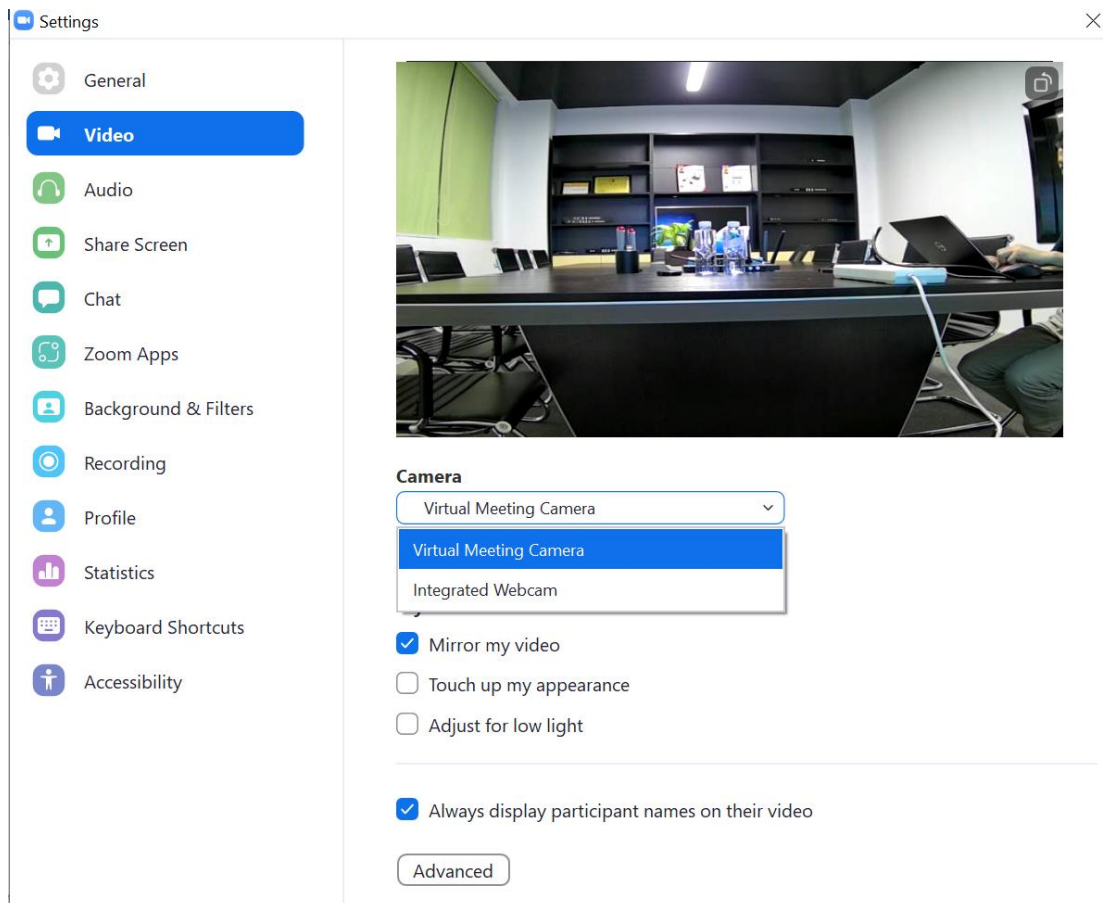 Settings
General
Video
Audio
Share Screen
Chat
Zoom Apps
Background & Filters
Recording
Profile
Statistics
Keyboard Shortcuts
Accessibility
Camera
Virtual Meeting Camera
Virtual Meeting Camera
Integrated Webcam
Mirror my video
Touch up my appearance
Adjust for low light
Always display participant names on their video
Advanced